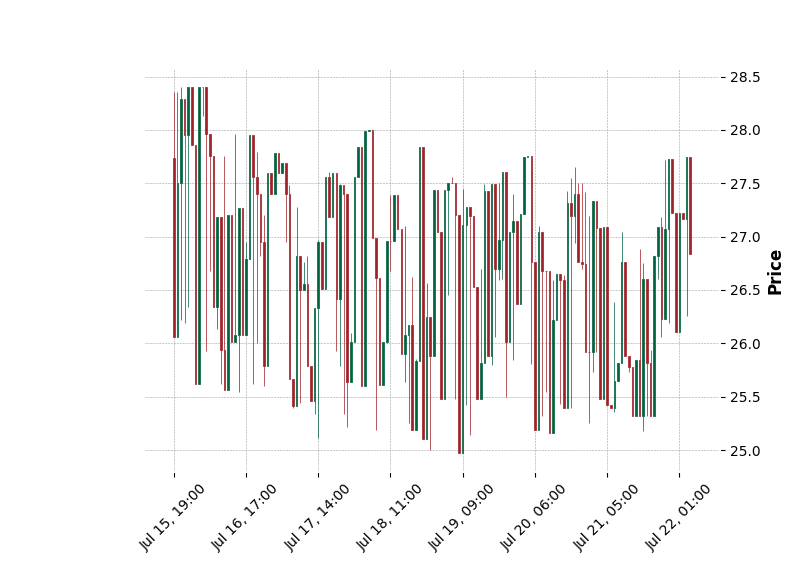 28.5
28.0
27.5
27.0
26.5
26.0
25.5
25.0
Price
Jul 15, 19:00
Jul 16, 17:00
Jul 17, 14:00
Jul 18, 11:00
Jul 19, 09:00
Jul 20, 06:00
Jul 21, 05:00
Jul 22, 01:00